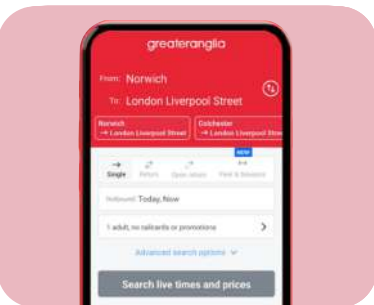 greateranglia
From: Norwich
To: London Liverpool Street
Norwich
→ London Liverpool Street
Colchester
→ London Liverpool Stree
NEW
Single
Return
Open return
Outbound: Today, Now
1 adult, no railcards or promotions
Advanced search options
Search live times and prices